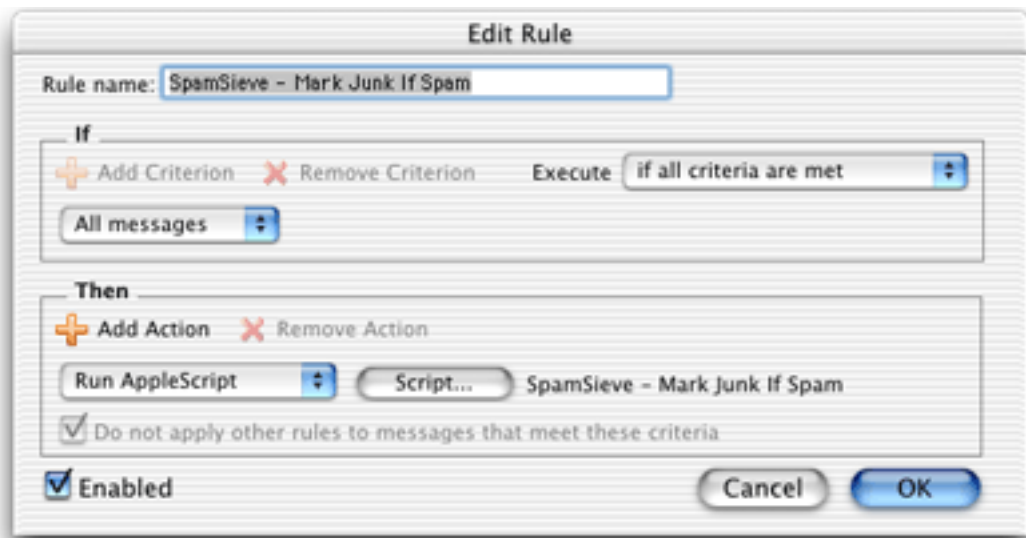 Edit Rule
Rule name: SpamSieve - Mark Junk If Spam
If
Add Criterion Remove Criterion Execute if all criteria are met
All messages
Then
Add Action Remove Action
Run AppleScript Script... SpamSieve - Mark Junk If Spam
Do not apply other rules to messages that meet these criteria
Enabled Cancel OK